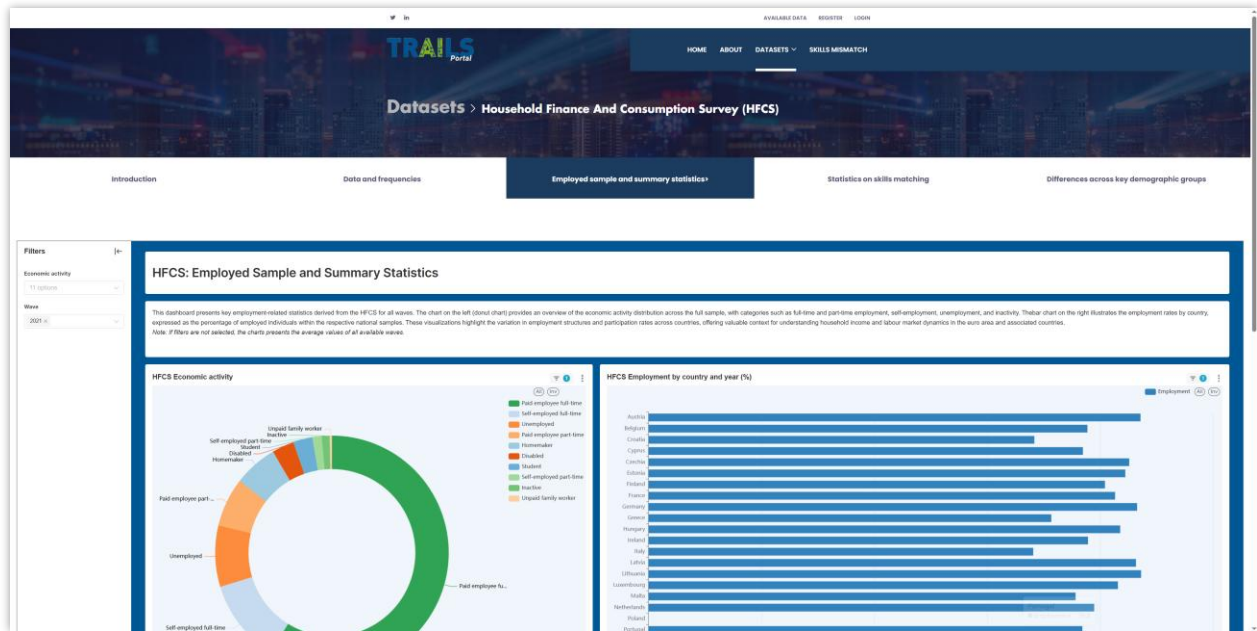 AVAILABLE DATA REGISTER LOGIN
TRAILS
Portal
HOME ABOUT DATASETS SKILLS MISMATCH
Datasets > Household Finance And Consumption Survey (HFCS)
Introduction
Data and frequencies
Employed sample and summary statistics>
Statistics on skills matching
Differences across key demographic groups
Filters
Economic activity
11 options
Wave
2021 ×
HFCS: Employed Sample and Summary Statistics
This dashboard presents key employment-related statistics derived from the HFCS for all waves. The chart on the left (donut chart) provides an overview of the economic activity distribution across the full sample, with categories such as full-time and part-time employment, self-employment, unemployment, and inactivity. Thebar chart on the right illustrates the employment rates by country,
expressed as the percentage of employed individuals within the respective national samples. These visualizations highlight the variation in employment structures and participation rates across countries, offering valuable context for understanding household income and labour market dynamics in the euro area and associated countries.
Note: If filters are not selected, the charts presents the average values of all available waves.
HFCS Economic activity
1
All Inv
Paid employee full-time
Self-employed full-time
Unemployed
Paid employee part-time
Homemaker
Disabled
Student
Self-employed part-time
Inactive
Unpaid family worker
Unpaid family worker
Inactive
Self-employed part-time
Student
Disabled
Homemaker
Paid employee part-...
Unemployed
Self-employed full-time
Paid employee fu...
HFCS Employment by country and year (%)
1
Employment All Inv
Austria
Belgium
Croatia
Cyprus
Czechia
Estonia
Finland
France
Germany
Greece
Hungary
Ireland
Italy
Latvia
Lithuania
Luxembourg
Malta
Netherlands
Poland
Portugal